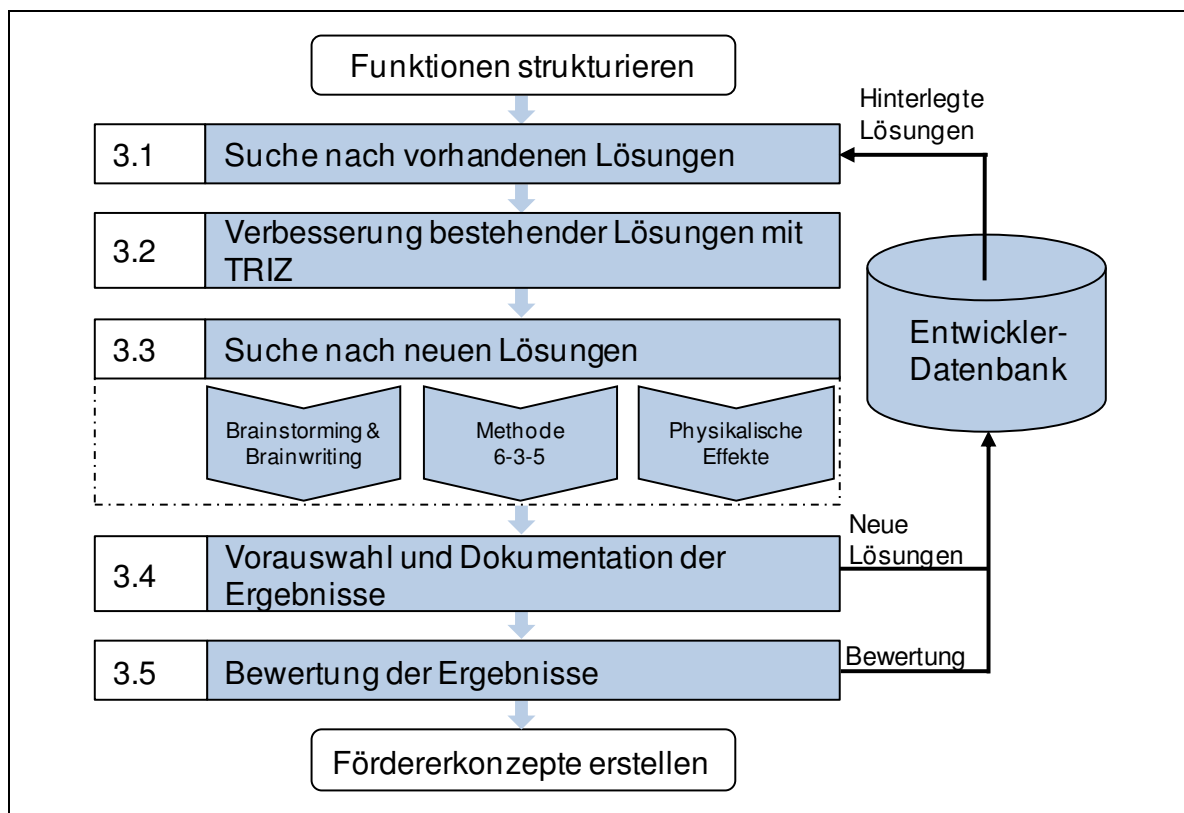 Funktionen strukturieren
Hinterlegte
Lösungen
3.1
Suche nach vorhandenen Lösungen
3.2
Verbesserung bestehender Lösungen mit
TRIZ
3.3
Suche nach neuen Lösungen
Entwickler-
Datenbank
Brainstorming &
Brainwriting
Methode
6-3-5
Physikalische
Effekte
Neue
Lösungen
3.4
Vorauswahl und Dokumentation der
Ergebnisse
3.5
Bewertung der Ergebnisse
Bewertung
Fördererkonzepte erstellen